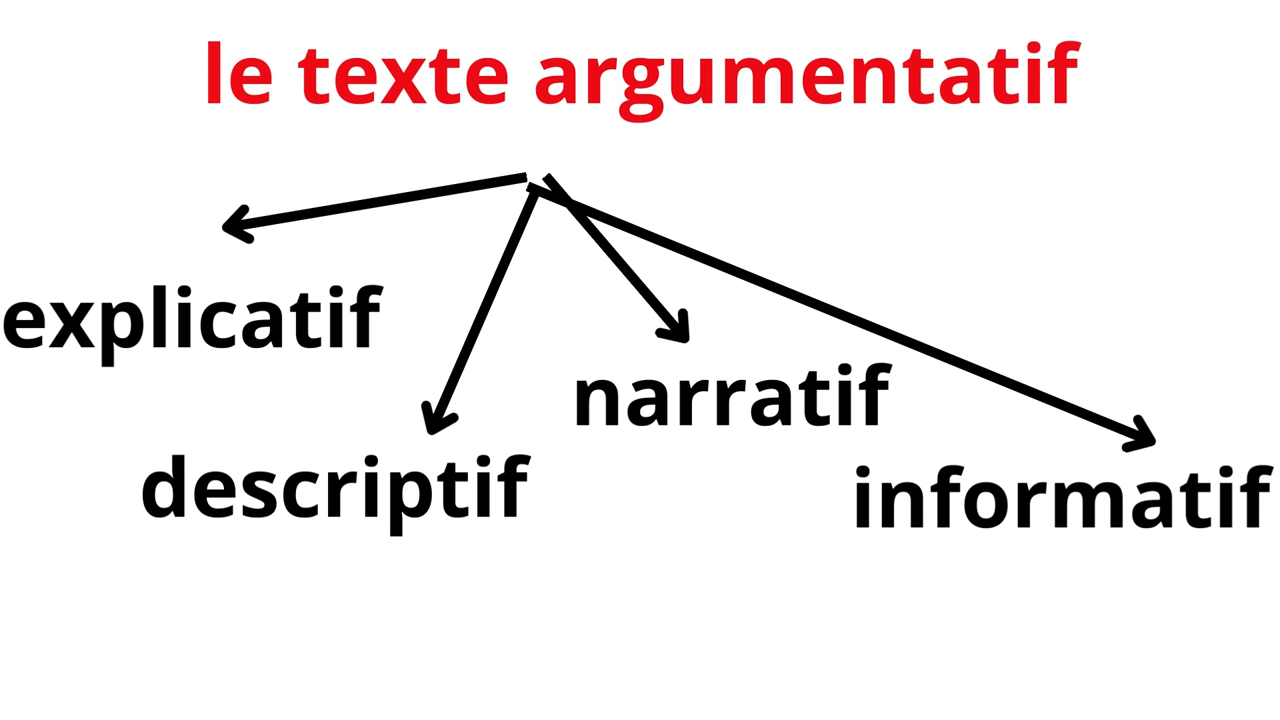 le texte argumentatif
explicatif
narratif
descriptif
informatif